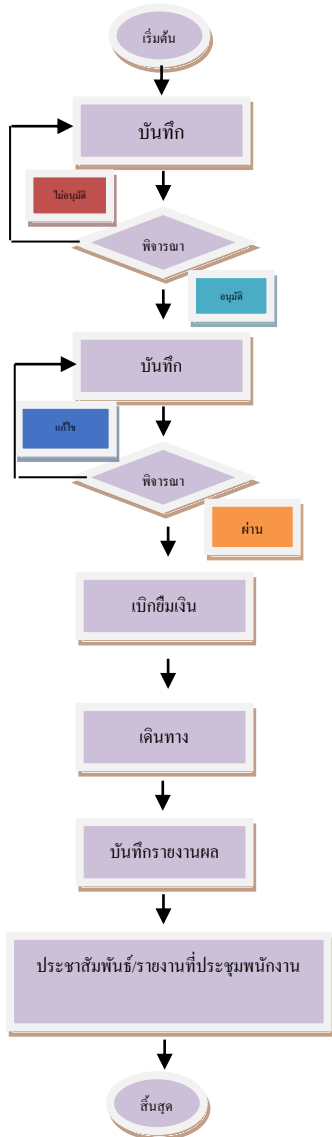 เริ่มต้น
บันทึก
ไม่อนุมัติ
พิจารณา
อนุมัติ
บันทึก
แก้ไข
พิจารณา
ผ่าน
เบิกยืมเงิน
เดินทาง
บันทึกรายงานผล
ประชาสัมพันธ์/รายงานที่ประชุมพนักงาน
สิ้นสุด